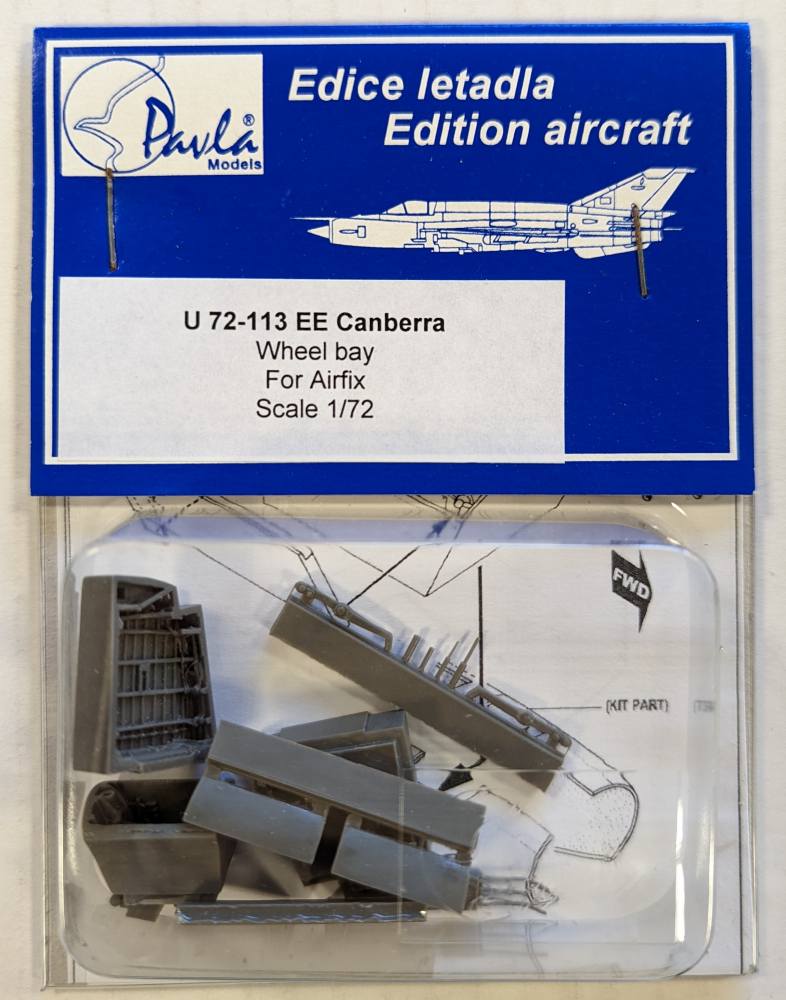 Edice letadla
Edition aircraft
Pavla®
Models
U 72-113 EE Canberra
Wheel bay
For Airfix
Scale 1/72
FWD
(KIT PART)